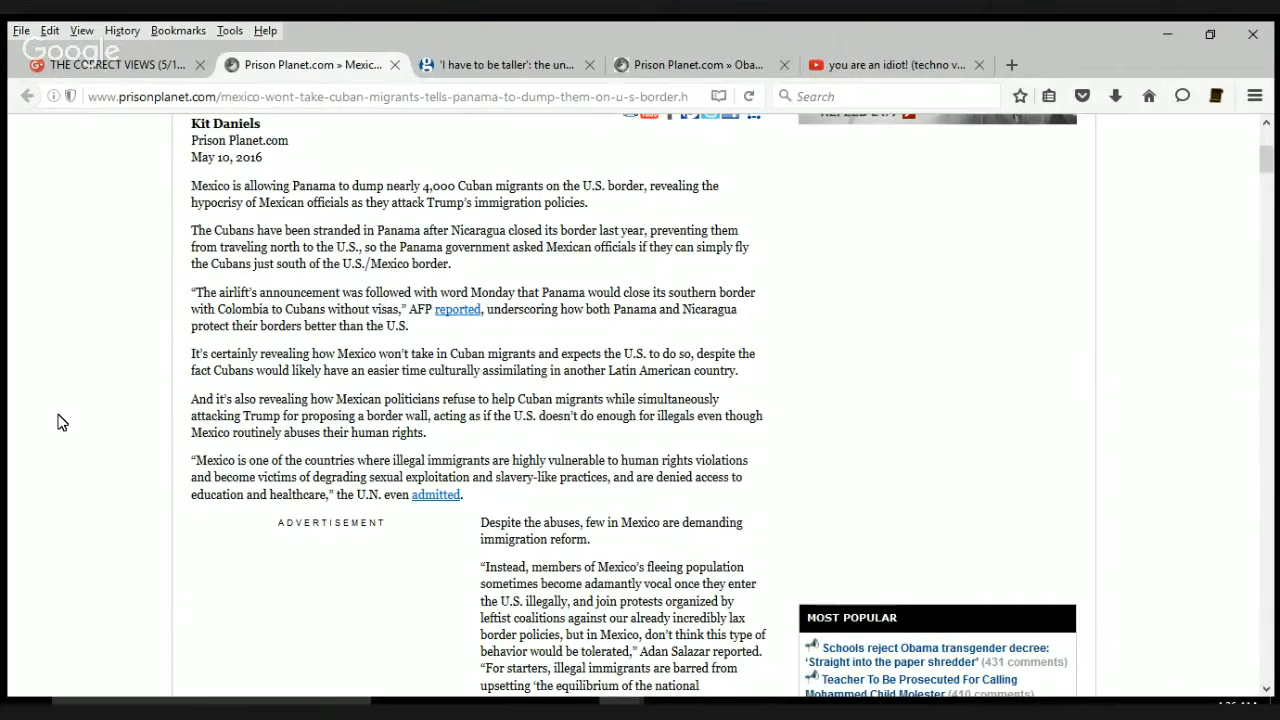 File Edit View History Bookmarks Tools Help
Google
THE CORRECT VIEWS (5/1...
Prison Planet.com » Mexic...
'I have to be taller': the un...
Prison Planet.com » Oba...
you are an idiot! (techno v...
www.prisonplanet.com/mexico-wont-take-cuban-migrants-tells-panama-to-dump-them-on-u-s-border.h
Search
Kit Daniels
Prison Planet.com
May 10, 2016
Mexico is allowing Panama to dump nearly 4,000 Cuban migrants on the U.S. border, revealing the
hypocrisy of Mexican officials as they attack Trump's immigration policies.
The Cubans have been stranded in Panama after Nicaragua closed its border last year, preventing them
from traveling north to the U.S., so the Panama government asked Mexican officials if they can simply fly
the Cubans just south of the U.S./Mexico border.
“The airlift's announcement was followed with word Monday that Panama would close its southern border
with Colombia to Cubans without visas,” AFP reported, underscoring how both Panama and Nicaragua
protect their borders better than the U.S.
It's certainly revealing how Mexico won't take in Cuban migrants and expects the U.S. to do so, despite the
fact Cubans would likely have an easier time culturally assimilating in another Latin American country.
And it's also revealing how Mexican politicians refuse to help Cuban migrants while simultaneously
attacking Trump for proposing a border wall, acting as if the U.S. doesn't do enough for illegals even though
Mexico routinely abuses their human rights.
“Mexico is one of the countries where illegal immigrants are highly vulnerable to human rights violations
and become victims of degrading sexual exploitation and slavery-like practices, and are denied access to
education and healthcare,” the U.N. even admitted.
ADVERTISEMENT
Despite the abuses, few in Mexico are demanding
immigration reform.
“Instead, members of Mexico's fleeing population
sometimes become adamantly vocal once they enter
the U.S. illegally, and join protests organized by
leftist coalitions against our already incredibly lax
border policies, but in Mexico, don't think this type of
behavior would be tolerated,” Adan Salazar reported.
“For starters, illegal immigrants are barred from
upsetting ‘the equilibrium of the national
MOST POPULAR
Schools reject Obama transgender decree:
‘Straight into the paper shredder’ (431 comments)
Teacher To Be Prosecuted For Calling
Mohammed Child Molester (410 comments)